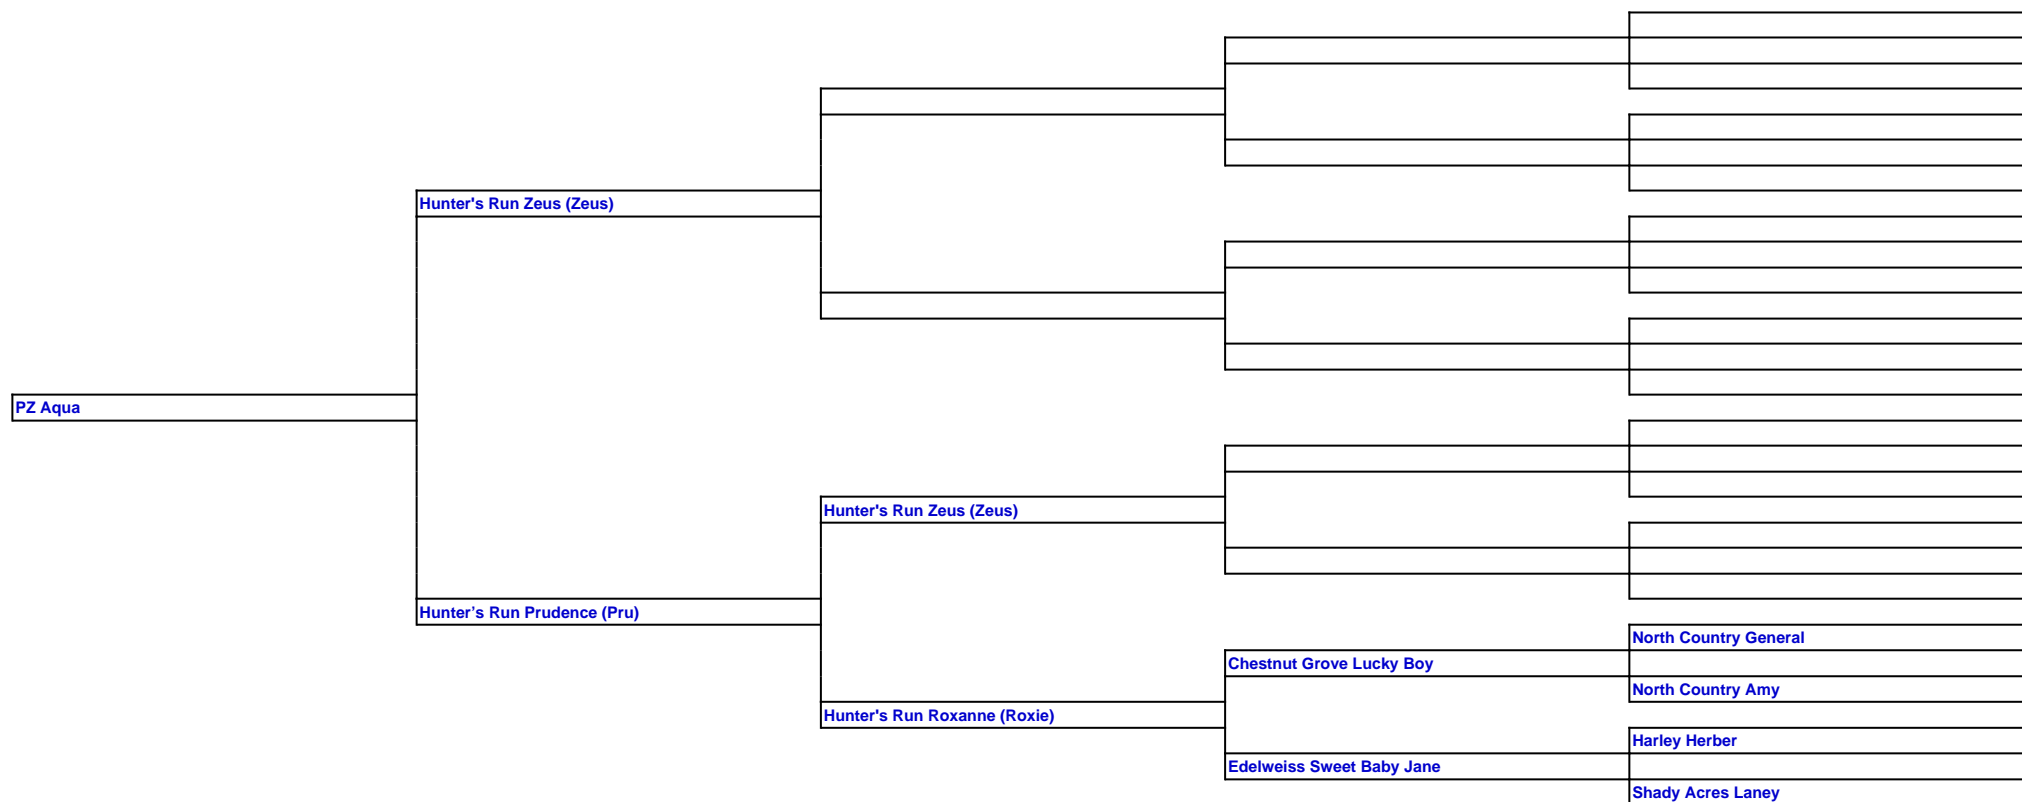 Hunter's Run Zeus (Zeus)
PZ Aqua
Hunter's Run Zeus (Zeus)
Hunter’s Run Prudence (Pru)
North Country General
Chestnut Grove Lucky Boy
North Country Amy
Hunter's Run Roxanne (Roxie)
Harley Herber
Edelweiss Sweet Baby Jane
Shady Acres Laney